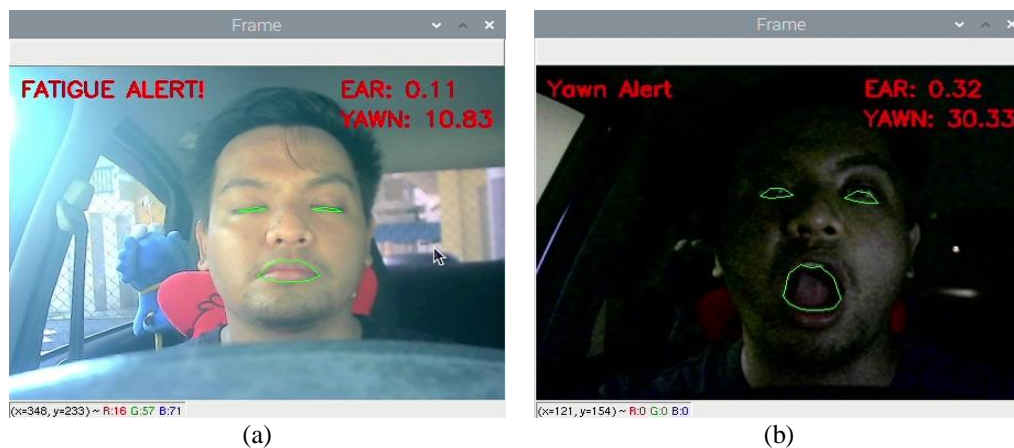 Frame
FATIGUE ALERT!
EAR: 0.11
YAWN: 10.83
(x=348, y=233) ~ R:16 G:57 B:71
(a)
Frame
Yawn Alert
EAR: 0.32
YAWN: 30.33
(x=121, y=154) ~ R:0 G:0 B:0
(b)